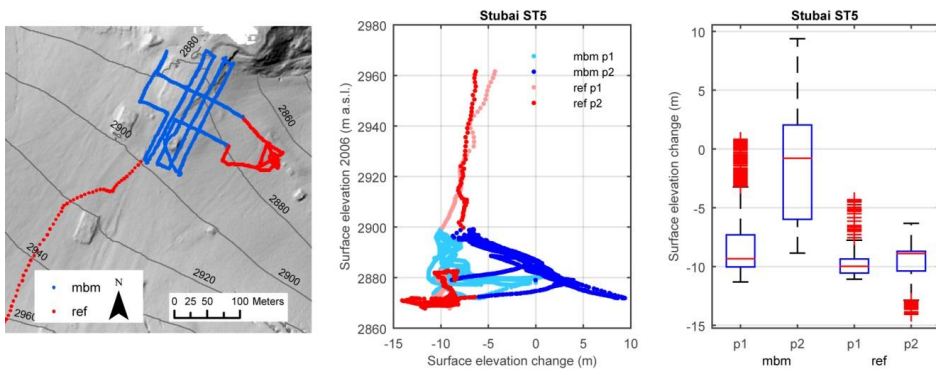 2880
2860
2900
2880
2940
2920
2900
2960
mbm
ref
N
0 25 50 100 Meters
Stubai ST5
Surface elevation 2006 (m a.s.l.)
2980
2960
2940
2920
2900
2880
2860
mbm p1
mbm p2
ref p1
ref p2
-15 -10 -5 0 5 10
Surface elevation change (m)
Stubai ST5
Surface elevation change (m)
10
5
0
-5
-10
-15
p1 p2 p1 p2
mbm ref